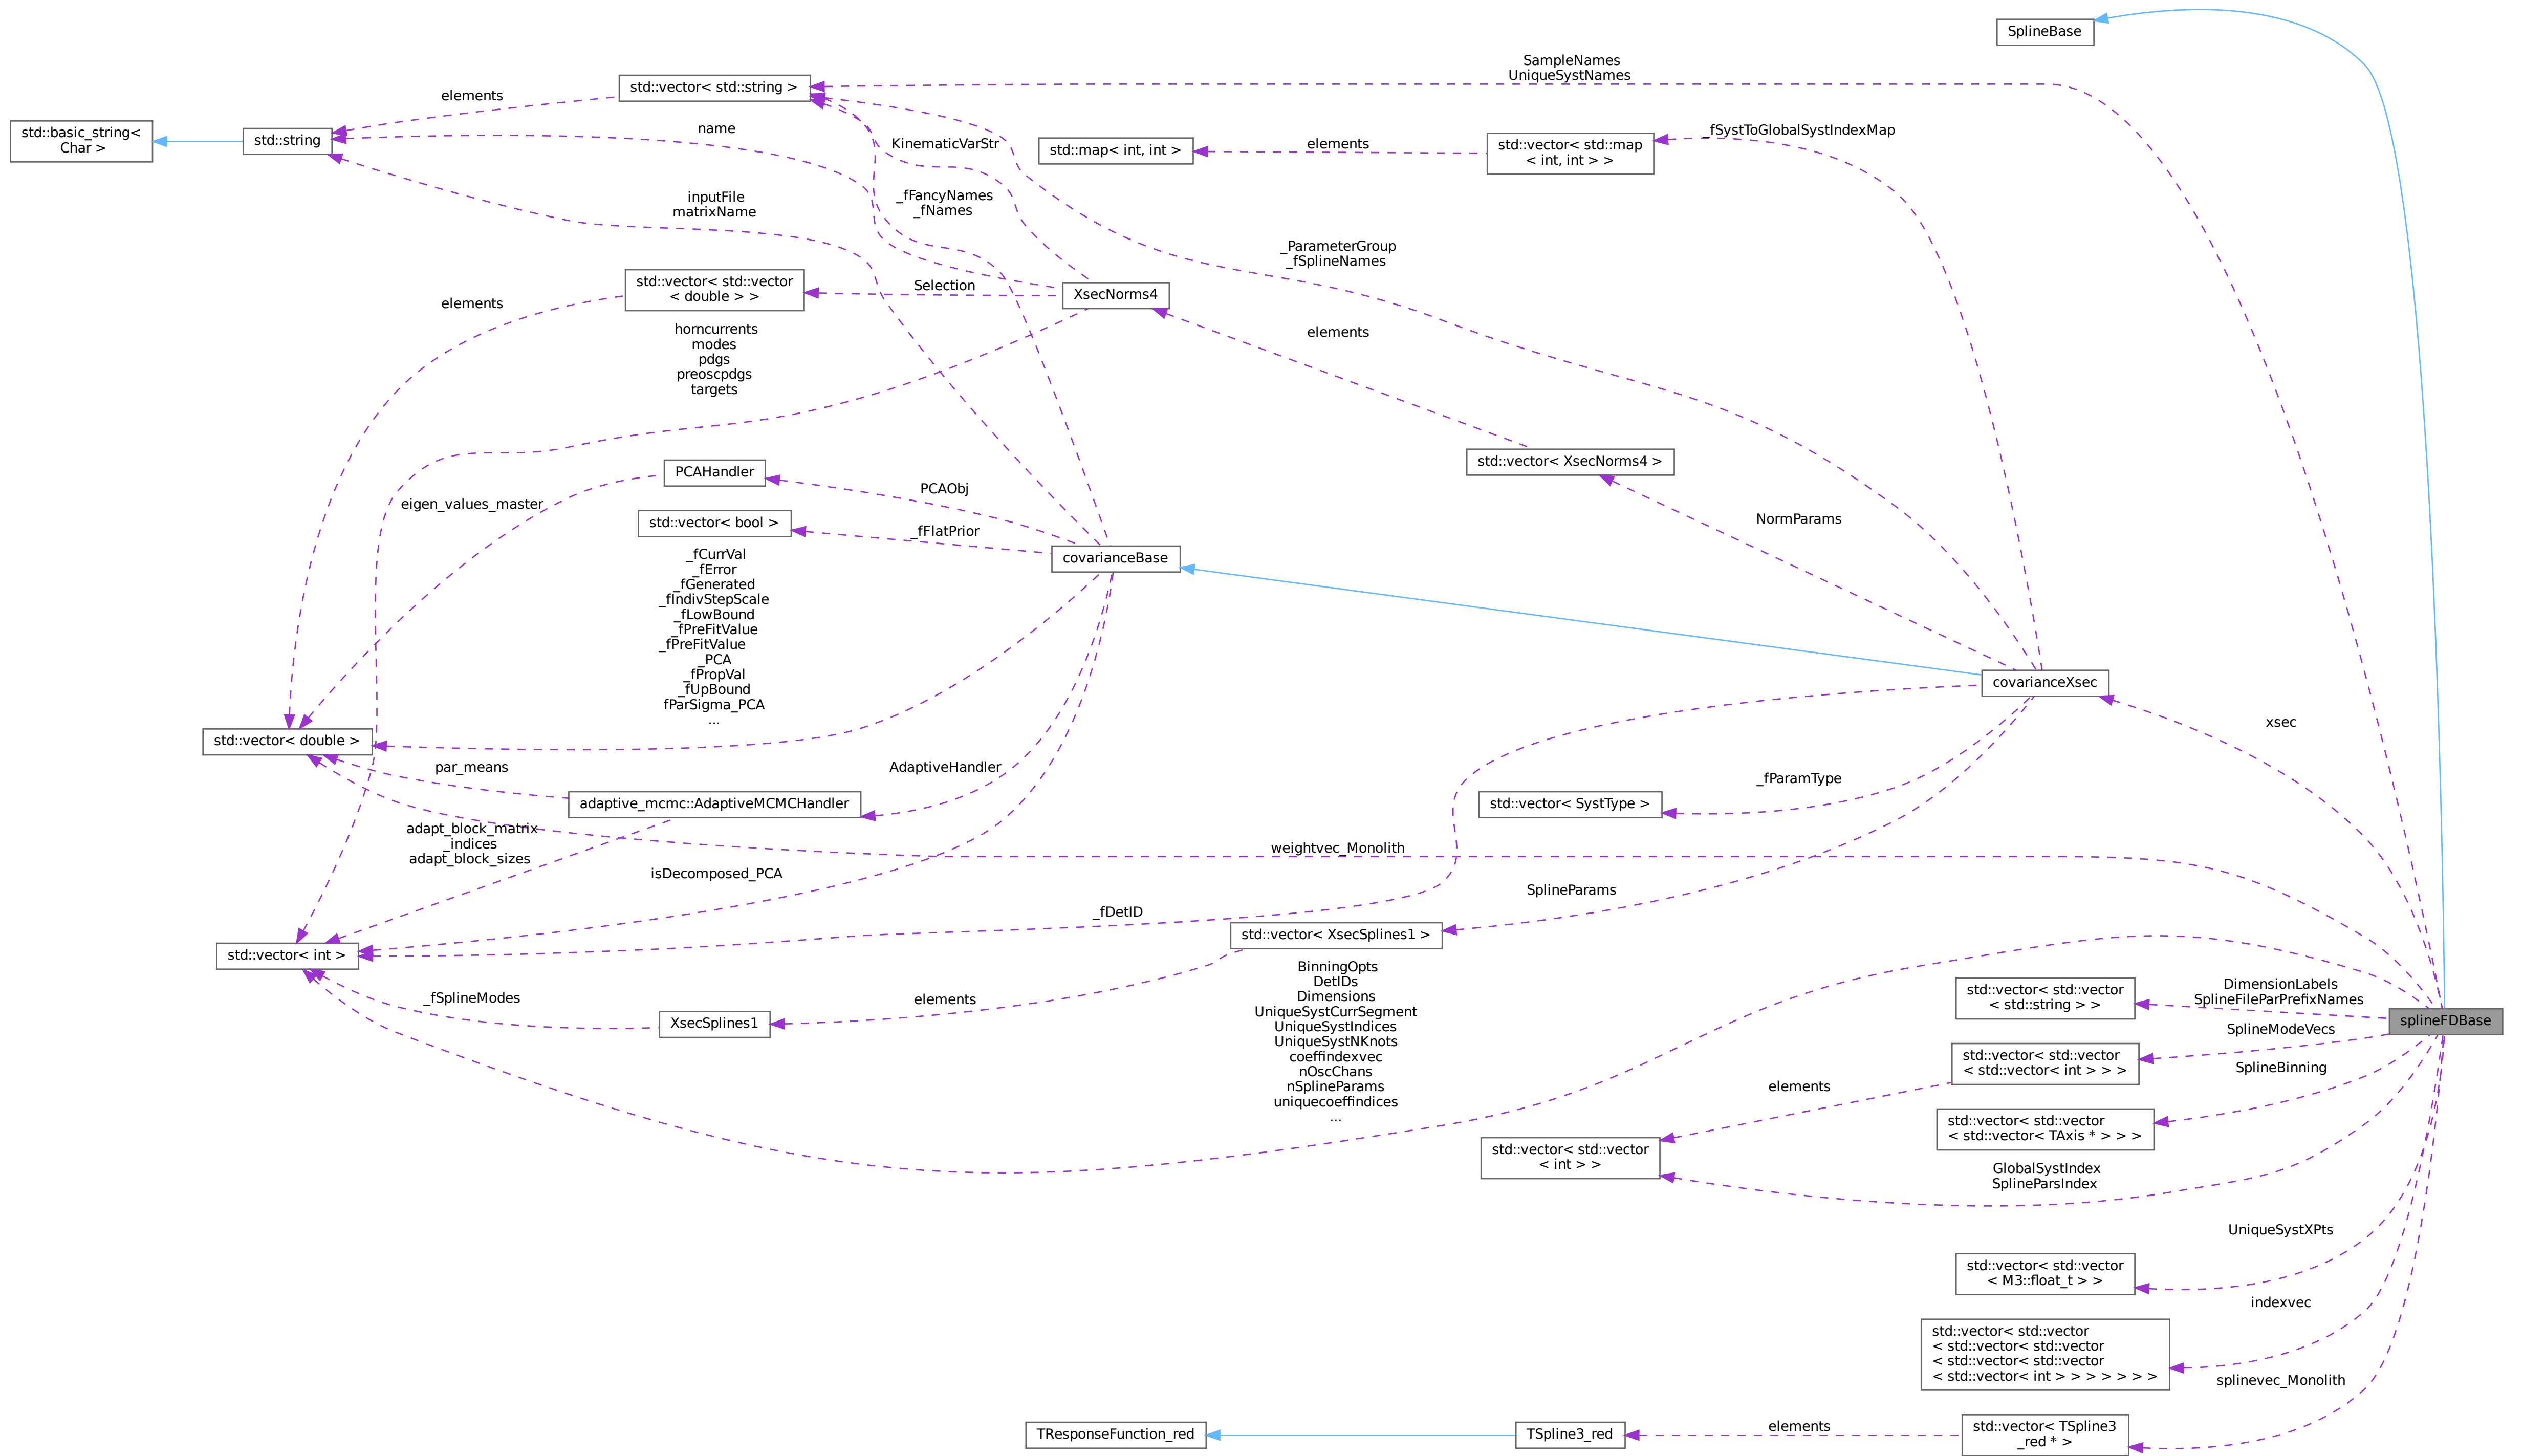 SplineBase
SampleNames
UniqueSystNames
std::vector< std::string >
elements
std::basic_string<
Char >
std::string
name
KinematicVarStr
std::map< int, int >
elements
std::vector< std::map
< int, int > >
_fSystToGlobalSystIndexMap
inputFile
matrixName
_fFancyNames
_fNames
_ParameterGroup
_fSplineNames
std::vector< std::vector
< double > >
Selection
XsecNorms4
elements
horncurrents
modes
pdgs
preoscpdgs
targets
elements
std::vector< XsecNorms4 >
PCAHandler
PCAObj
eigen_values_master
std::vector< bool >
_fFlatPrior
NormParams
covarianceBase
_fCurrVal
_fError
_fGenerated
_fIndivStepScale
_fLowBound
_fPreFitValue
_fPreFitValue
_PCA
_fPropVal
_fUpBound
fParSigma_PCA
...
covarianceXsec
xsec
std::vector< double >
par_means
AdaptiveHandler
_fParamType
adaptive_mcmc::AdaptiveMCMCHandler
std::vector< SystType >
adapt_block_matrix
_indices
adapt_block_sizes
weightvec_Monolith
isDecomposed_PCA
SplineParams
_fDetID
std::vector< XsecSplines1 >
std::vector< int >
_fSplineModes
elements
XsecSplines1
BinningOpts
DetIDs
Dimensions
UniqueSystCurrSegment
UniqueSystIndices
UniqueSystNKnots
coeffindexvec
nOscChans
nSplineParams
uniquecoeffindices
...
std::vector< std::vector
< std::string > >
DimensionLabels
SplineFileParPrefixNames
splineFDBase
SplineModeVecs
std::vector< std::vector
< std::vector< int > > >
SplineBinning
elements
std::vector< std::vector
< std::vector< TAxis * > > >
std::vector< std::vector
< int > >
GlobalSystIndex
SplineParsIndex
UniqueSystXPts
std::vector< std::vector
< M3::float_t > >
indexvec
std::vector< std::vector
< std::vector< std::vector
< std::vector< std::vector
< std::vector< int > > > > > > >
splinevec_Monolith
TResponseFunction_red
TSpline3_red
elements
std::vector< TSpline3
_red * >